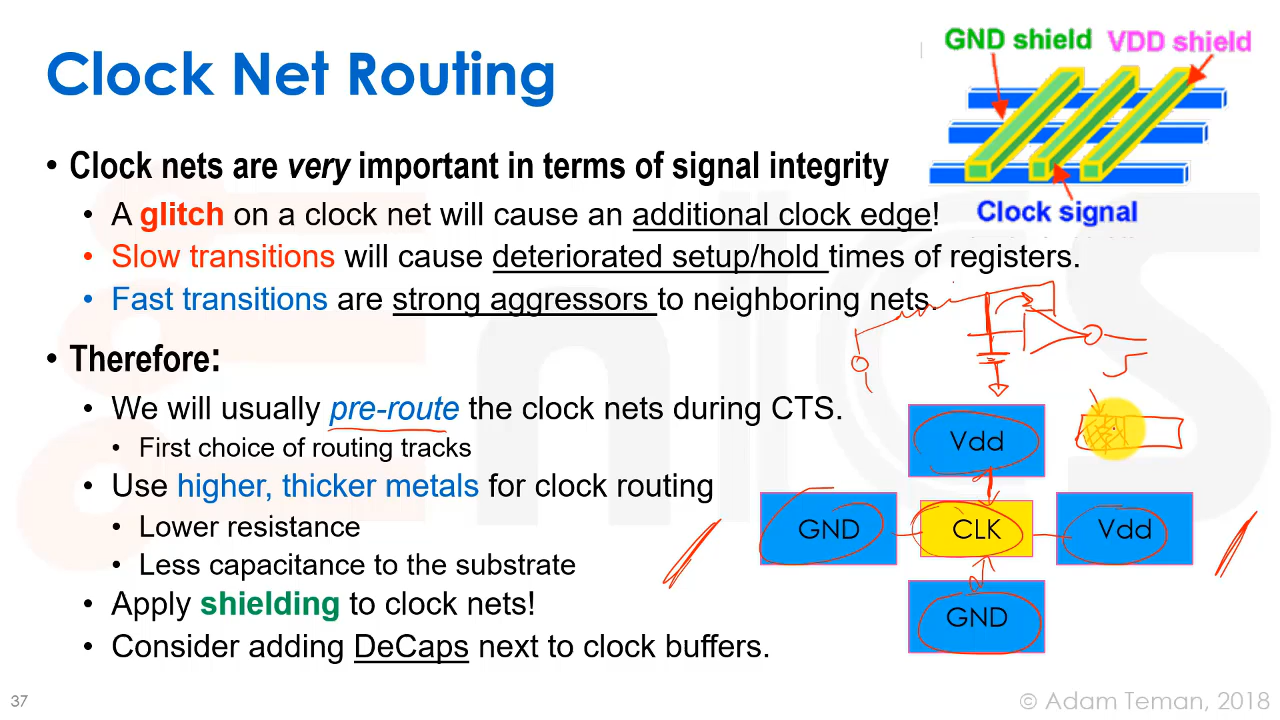 Clock Net Routing
GND shield VDD shield
Clock signal
• Clock nets are very important in terms of signal integrity
• A glitch on a clock net will cause an additional clock edge!
• Slow transitions will cause deteriorated setup/hold times of registers.
• Fast transitions are strong aggressors to neighboring nets.
• Therefore:
• We will usually pre-route the clock nets during CTS.
• First choice of routing tracks
• Use higher, thicker metals for clock routing
• Lower resistance
• Less capacitance to the substrate
• Apply shielding to clock nets!
• Consider adding DeCaps next to clock buffers.
Vdd
GND CLK Vdd
GND
37
© Adam Teman, 2018